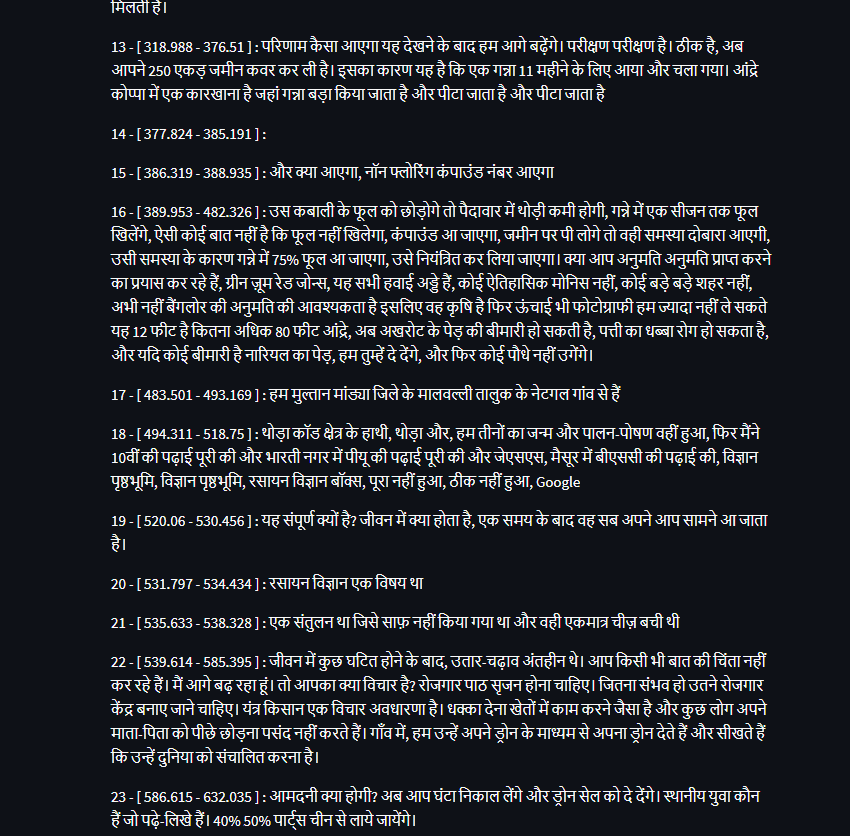 मिलती है।
13 - [ 318.988 - 376.51 ] : परिणाम कैसा आएगा यह देखने के बाद हम आगे बढ़ेंगे। परीक्षण परीक्षण है। ठीक है, अब
आपने 250 एकड़ जमीन कवर कर ली है। इसका कारण यह है कि एक गन्ना 11 महीने के लिए आया और चला गया। आंद्रे
कोप्पा में एक कारखाना है जहां गन्ना बड़ा किया जाता है और पीटा जाता है और पीटा जाता है
14 - [ 377.824 - 385.191 ] :
15 - [ 386.319 - 388.935 ] : और क्या आएगा, नॉन फ्लोरिंग कंपाउंड नंबर आएगा
16 - [ 389.953 - 482.326 ] : उस कबाली के फूल को छोड़ोगे तो पैदावार में थोड़ी कमी होगी, गन्ने में एक सीजन तक फूल
खिलेंगे, ऐसी कोई बात नहीं है कि फूल नहीं खिलेगा, कंपाउंड आ जाएगा, जमीन पर पी लोगे तो वही समस्या दोबारा आएगी,
उसी समस्या के कारण गन्ने में 75% फूल आ जाएगा, उसे नियंत्रित कर लिया जाएगा। क्या आप अनुमति अनुमति प्राप्त करने
का प्रयास कर रहे हैं, ग्रीन ज़ूम रेड जोन्स, यह सभी हवाई अड्डे हैं, कोई ऐतिहासिक मोनिस नहीं, कोई बड़े बड़े शहर नहीं,
अभी नहीं बैंगलोर की अनुमति की आवश्यकता है इसलिए वह कृषि है फिर ऊंचाई भी फोटोग्राफी हम ज्यादा नहीं ले सकते
यह 12 फीट है कितना अधिक 80 फीट आंद्रे, अब अखरोट के पेड़ की बीमारी हो सकती है, पत्ती का धब्बा रोग हो सकता है,
और यदि कोई बीमारी है नारियल का पेड़, हम तुम्हें दे देंगे, और फिर कोई पौधे नहीं उगेंगे।
17 - [ 483.501 - 493.169 ] : हम मुल्तान मांड्या जिले के मालवल्ली तालुक के नेटगल गांव से हैं
18 - [ 494.311 - 518.75 ] : थोड़ा कॉड क्षेत्र के हाथी, थोड़ा और, हम तीनों का जन्म और पालन-पोषण वहीं हुआ, फिर मैंने
10वीं की पढ़ाई पूरी की और भारती नगर में पीयू की पढ़ाई पूरी की और जेएसएस, मैसूर में बीएससी की पढ़ाई की, विज्ञान
पृष्ठभूमि, विज्ञान पृष्ठभूमि, रसायन विज्ञान बॉक्स, पूरा नहीं हुआ, ठीक नहीं हुआ, Google
19 - [ 520.06 - 530.456 ] : यह संपूर्ण क्यों है? जीवन में क्या होता है, एक समय के बाद वह सब अपने आप सामने आ जाता
है।
20 - [ 531.797 - 534.434 ] : रसायन विज्ञान एक विषय था
21 - [ 535.633 - 538.328 ] : एक संतुलन था जिसे साफ़ नहीं किया गया था और वही एकमात्र चीज़ बची थी
22 - [ 539.614 - 585.395 ] : जीवन में कुछ घटित होने के बाद, उतार-चढ़ाव अंतहीन थे। आप किसी भी बात की चिंता नहीं
कर रहे हैं। मैं आगे बढ़ रहा हूं। तो आपका क्या विचार है? रोजगार पाठ सृजन होना चाहिए। जितना संभव हो उतने रोजगार
केंद्र बनाए जाने चाहिए। यंत्र किसान एक विचार अवधारणा है। धक्का देना खेतों में काम करने जैसा है और कुछ लोग अपने
माता-पिता को पीछे छोड़ना पसंद नहीं करते हैं। गाँव में, हम उन्हें अपने ड्रोन के माध्यम से अपना ड्रोन देते हैं और सीखते हैं
कि उन्हें दुनिया को संचालित करना है।
23 - [ 586.615 - 632.035 ] : आमदनी क्या होगी? अब आप घंटा निकाल लेंगे और ड्रोन सेल को दे देंगे। स्थानीय युवा कौन
हैं जो पढ़े-लिखे हैं। 40% 50% पार्ट्स चीन से लाये जायेंगे।